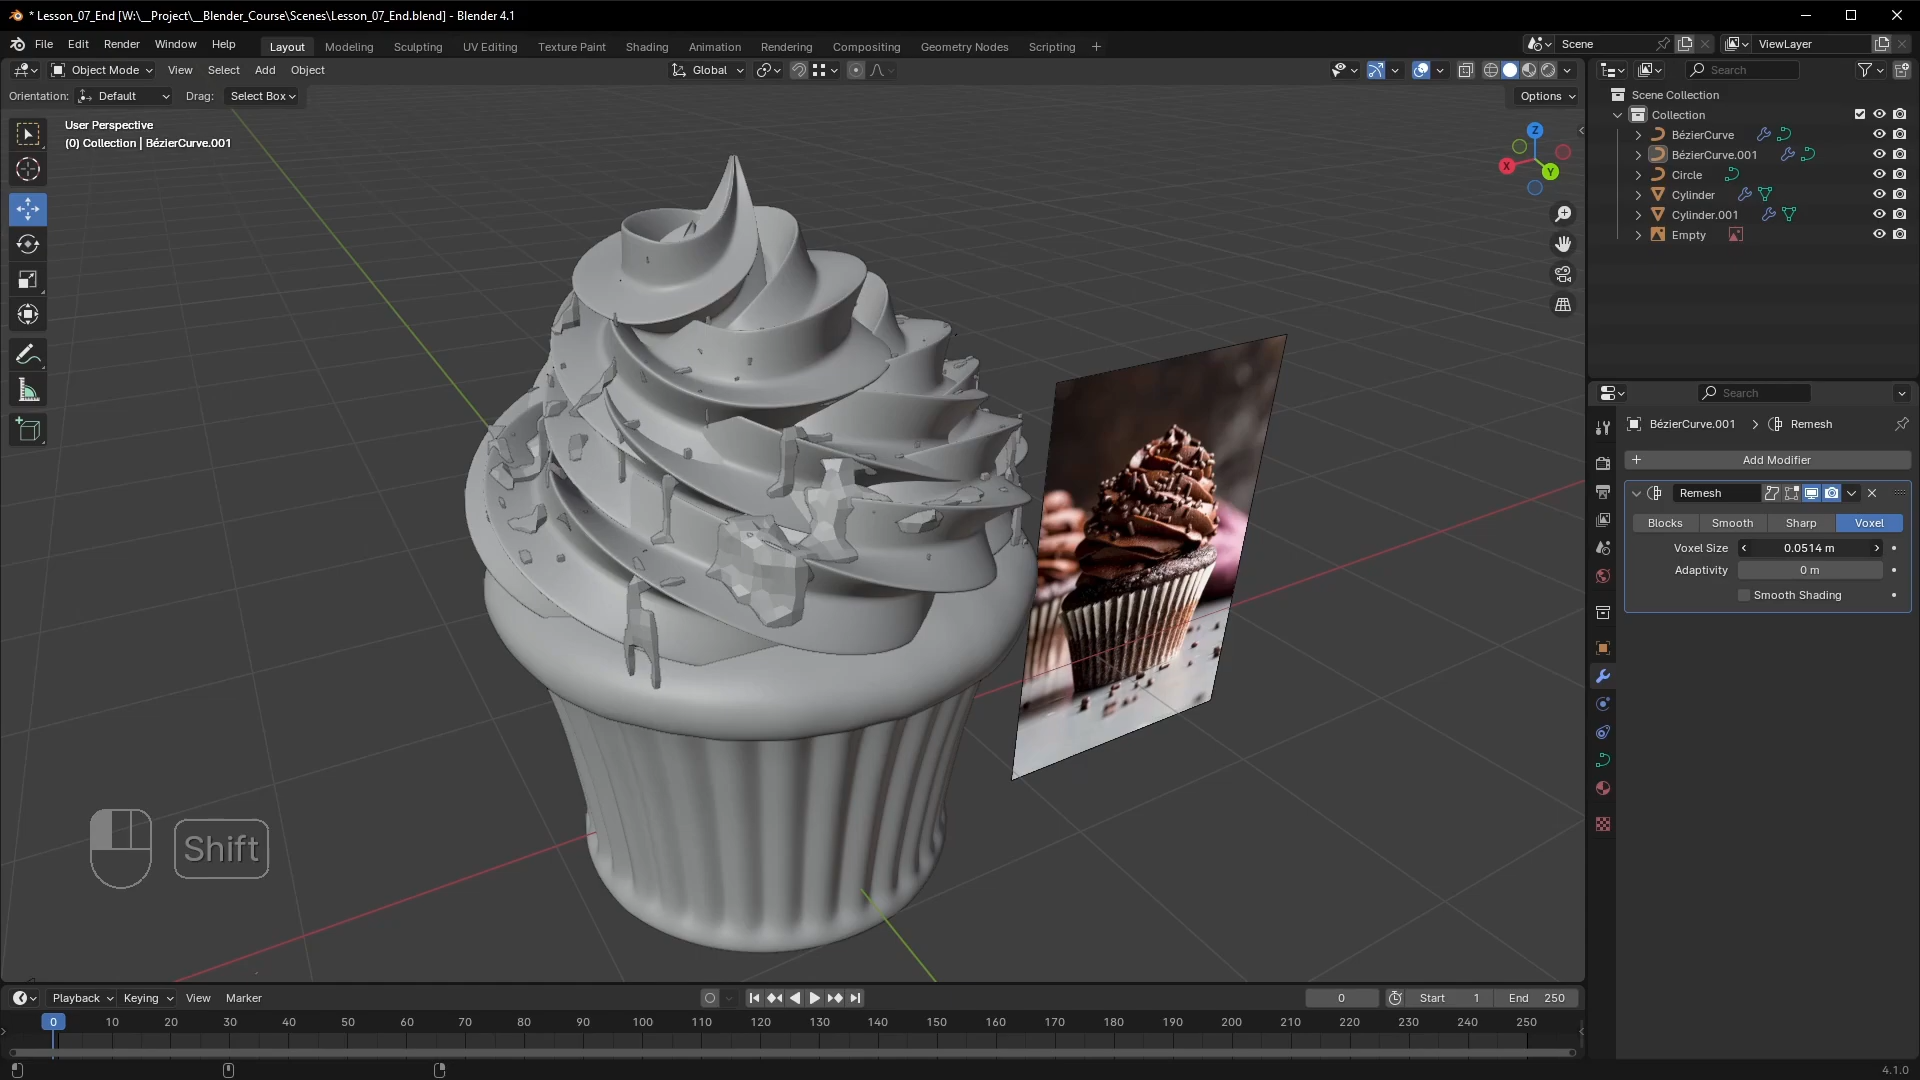 * Lesson_07_End [W:\__Project\__Blender_Course\Scenes\Lesson_07_End.blend] - Blender 4.1
File Edit Render Window Help Layout Modeling Sculpting UV Editing Texture Paint Shading Animation Rendering Compositing Geometry Nodes Scripting + Scene ViewLayer
Object Mode View Select Add Object Global Search
Orientation: Default Drag: Select Box Options
User Perspective
(0) Collection | BézierCurve.001
Z
X
Y
Scene Collection
Collection
BézierCurve
BézierCurve.001
Circle
Cylinder
Cylinder.001
Empty
Search
BézierCurve.001 > Remesh
+ Add Modifier
Remesh
Blocks Smooth Sharp Voxel
Voxel Size 0.0514 m
Adaptivity 0 m
Smooth Shading
Shift
Playback Keying View Marker 0 Start 1 End 250
0 10 20 30 40 50 60 70 80 90 100 110 120 130 140 150 160 170 180 190 200 210 220 230 240 250
4.1.0